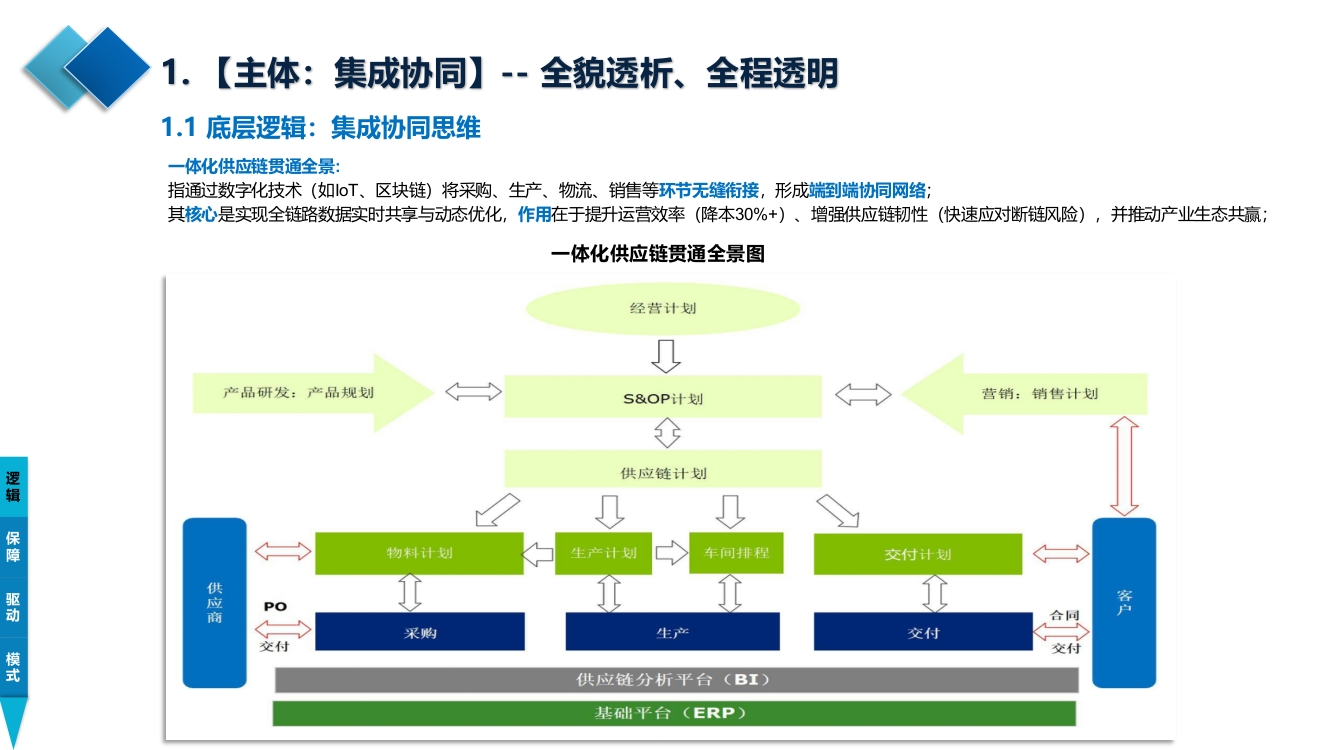 1. 【主体：集成协同】-- 全貌透析、全程透明
1.1 底层逻辑：集成协同思维
一体化供应链贯通全景:
指通过数字化技术（如IoT、区块链）将采购、生产、物流、销售等环节无缝衔接，形成端到端协同网络；
其核心是实现全链路数据实时共享与动态优化，作用在于提升运营效率（降本30%+）、增强供应链韧性（快速应对断链风险），并推动产业生态共赢；
一体化供应链贯通全景图
经营计划
产品研发：产品规划
S&OP计划
营销：销售计划
供应链计划
物料计划
生产计划
车间排程
交付计划
供应商
PO
交付
采购
生产
交付
合同
交付
客户
供应链分析平台（BI）
基础平台（ERP）
逻辑
保障
驱动
模式